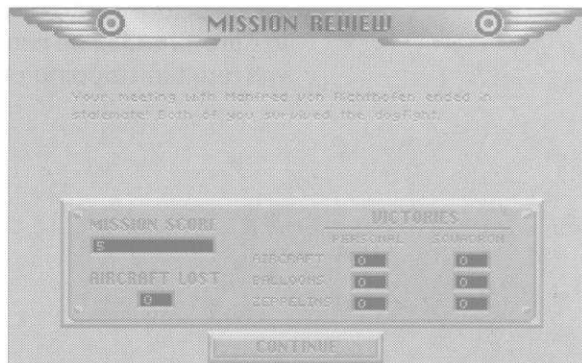 MISSION REVIEW
Your meeting with Manfred von Richthofen ended in
stalemate! Both of you survived the dogfight.
MISSION SCORE
5
AIRCRAFT LOST
0
VICTORIES
PERSONAL SQUADRON
AIRCRAFT 0 0
BALLOONS 0 0
ZEPPELINS 0 0
CONTINUE